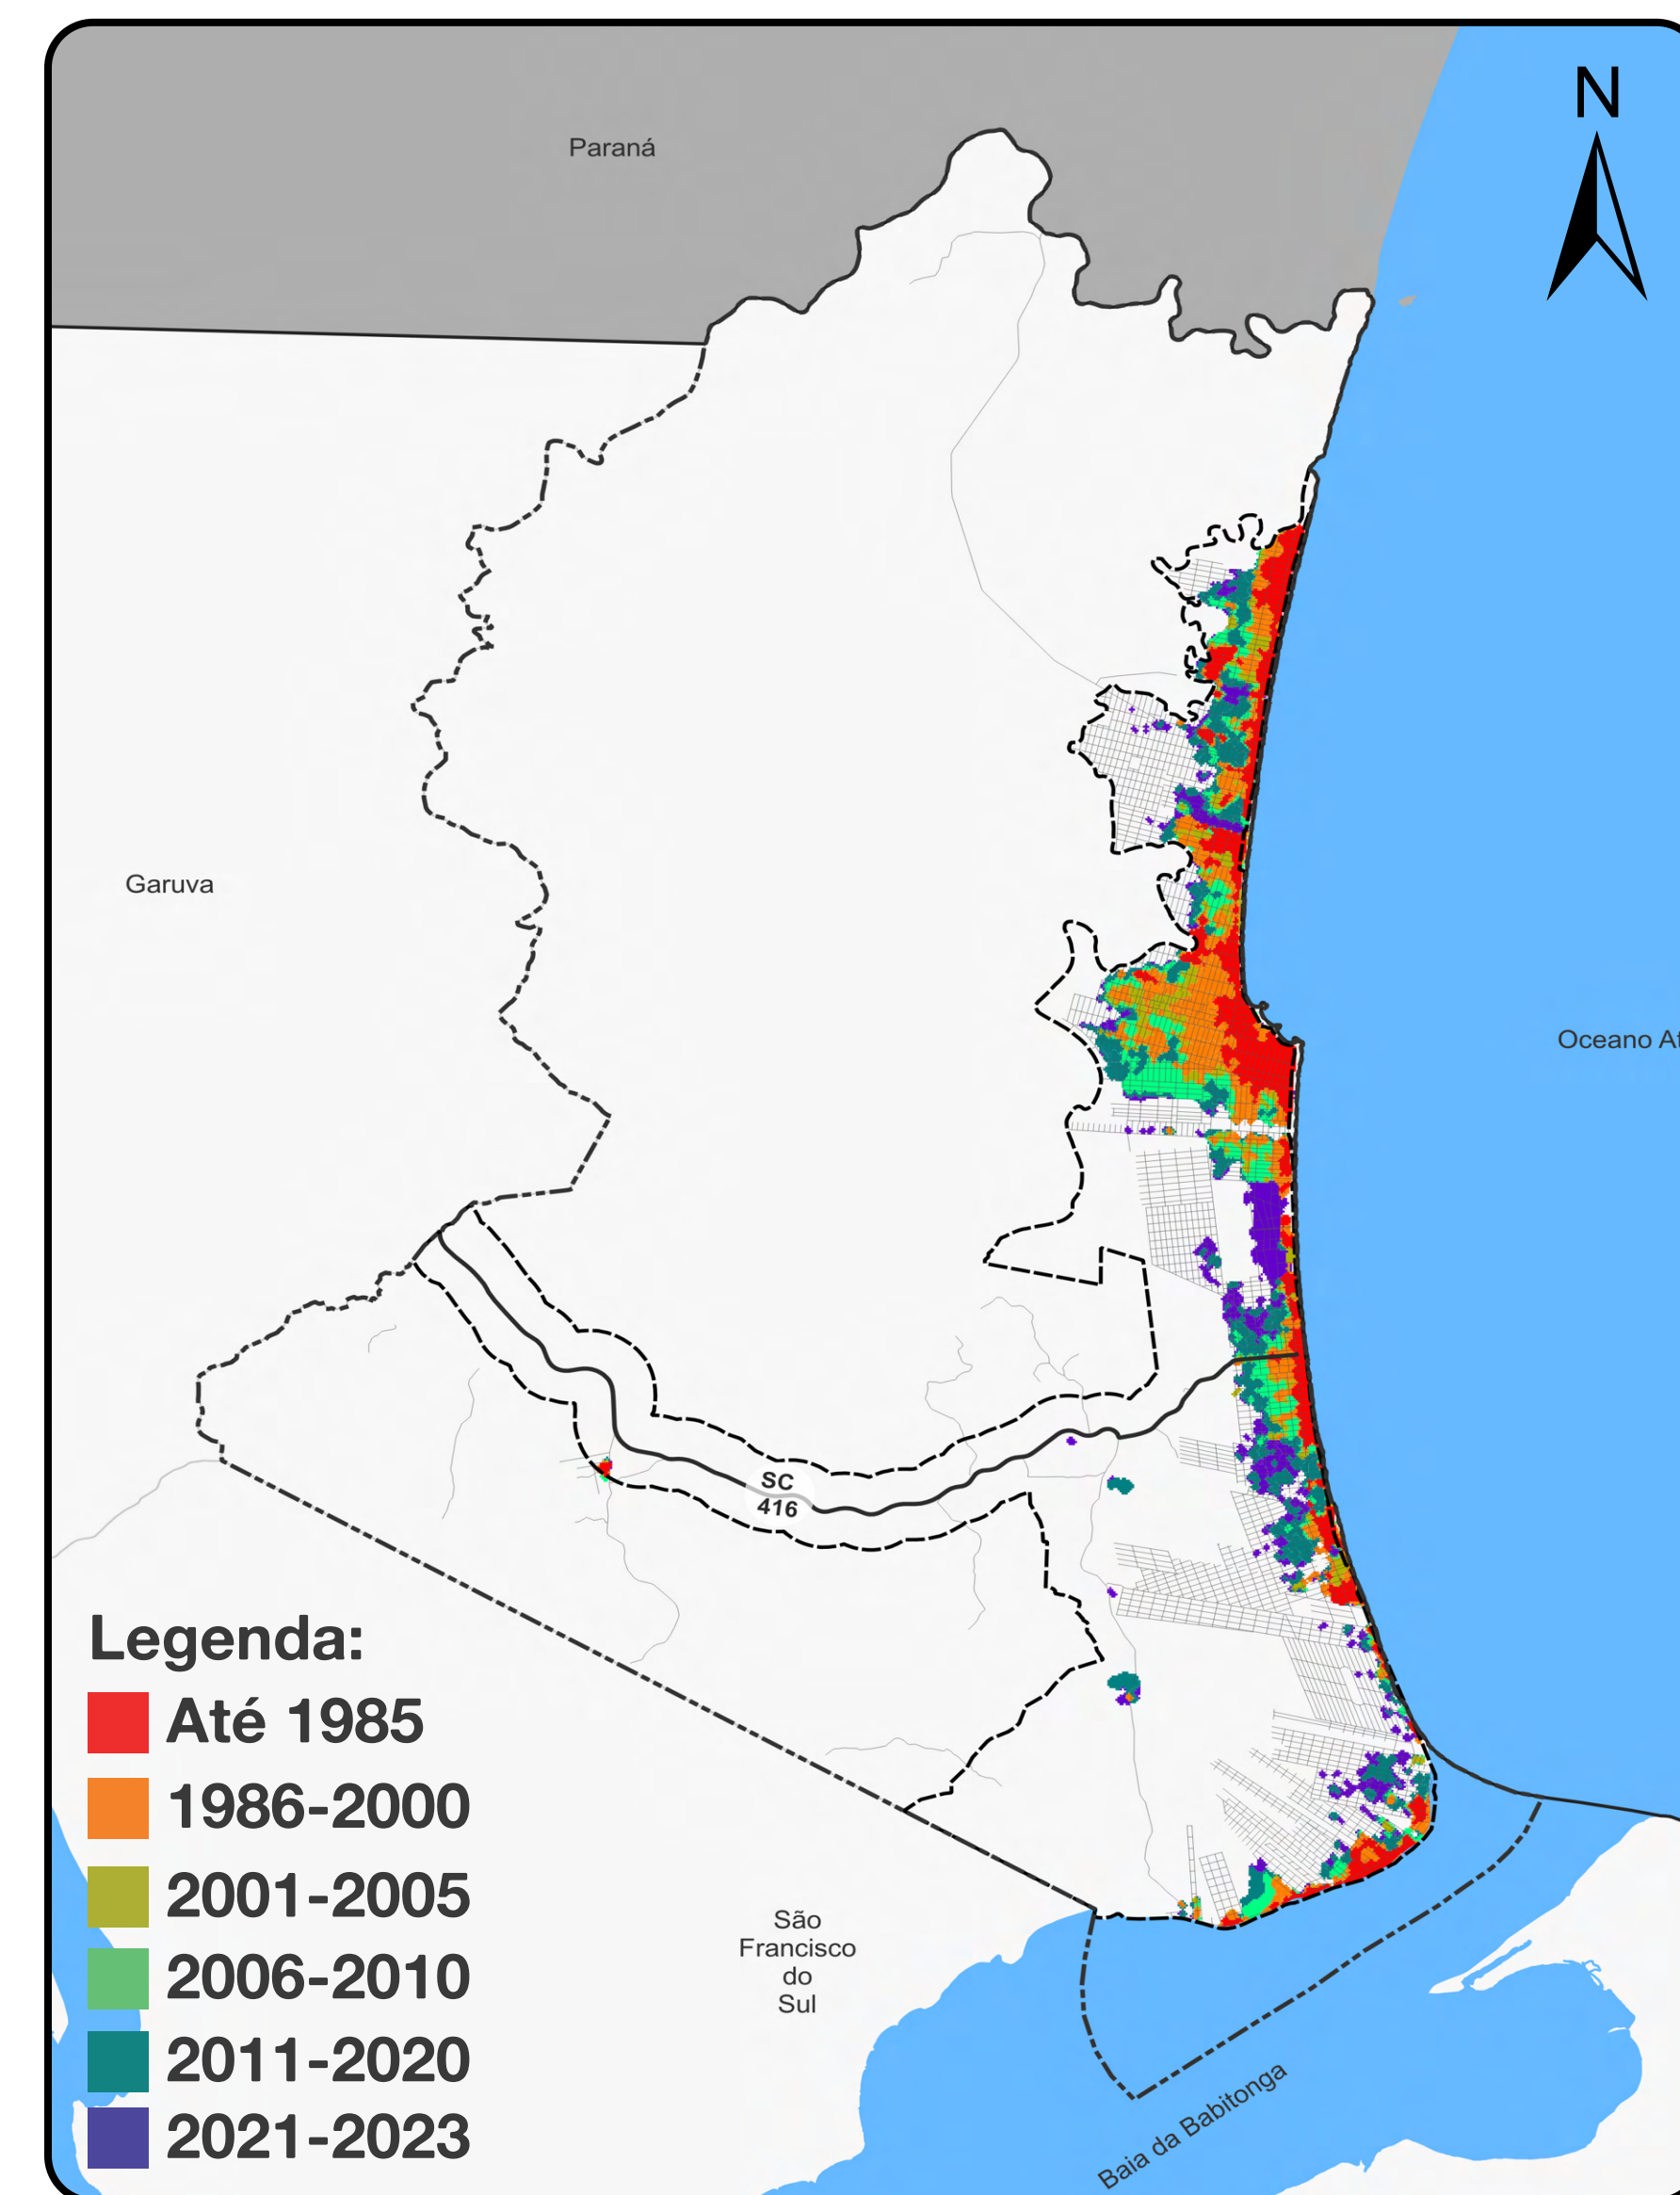 N
Paraná
Garuva
Oceano
SC
416
Legenda:
Até 1985
1986-2000
2001-2005
2006-2010
2011-2020
2021-2023
São
Francisco
do
Sul
Baia da Babitonga